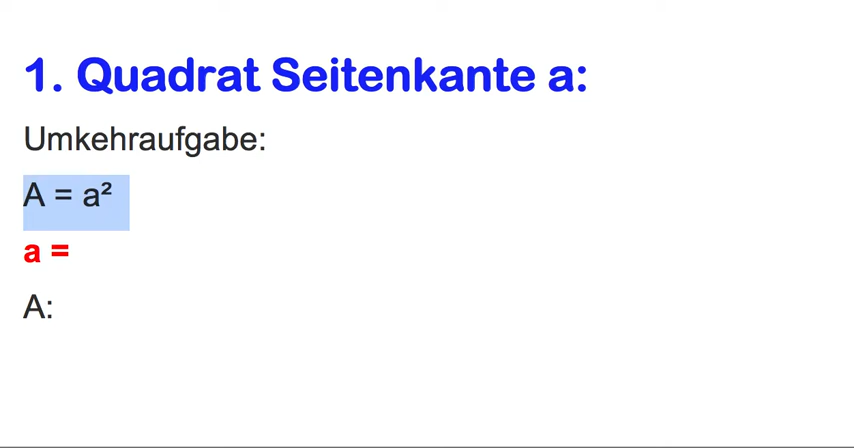 1. Quadrat Seitenkante a:
Umkehraufgabe:
A = a²
a =
A: